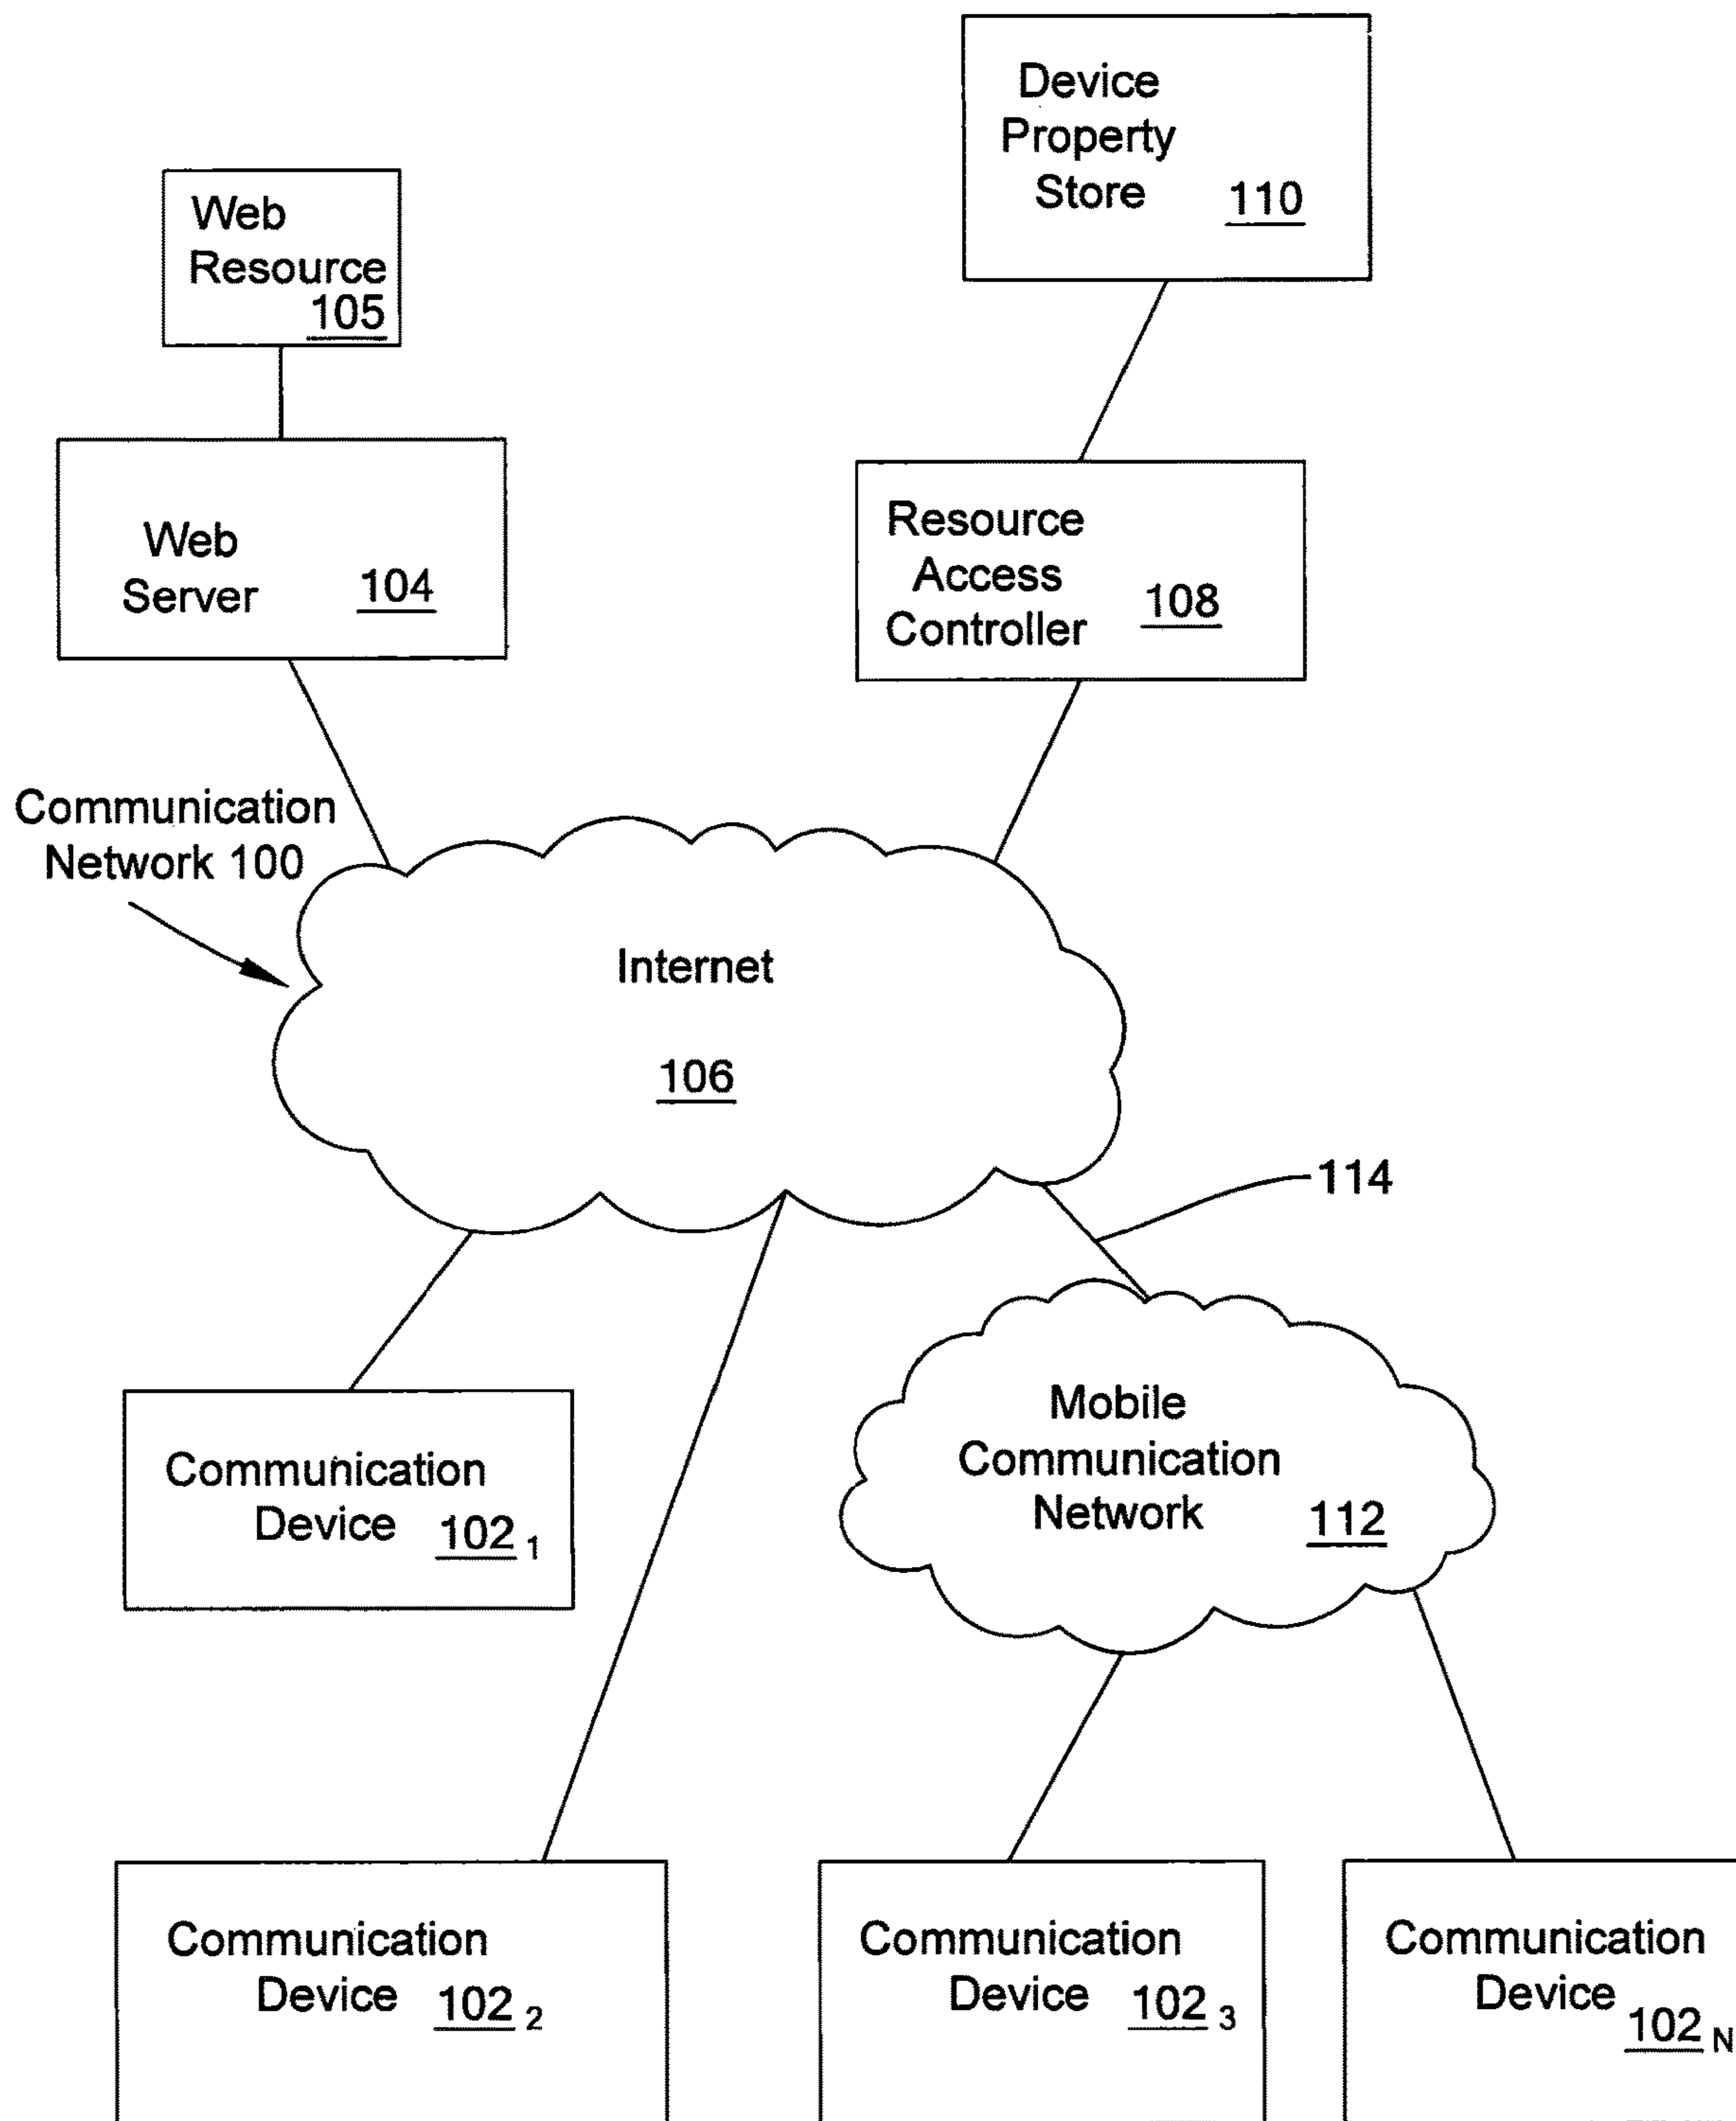 Device
Property
Store 110
Web
Resource
105
Resource
Access
Controller 108
Web
Server 104
Communication
Network 100
Internet
106
114
Mobile
Communication
Network 112
Communication
Device 102 1
Communication
Device 102 2
Communication
Device 102 3
Communication
Device
102 N